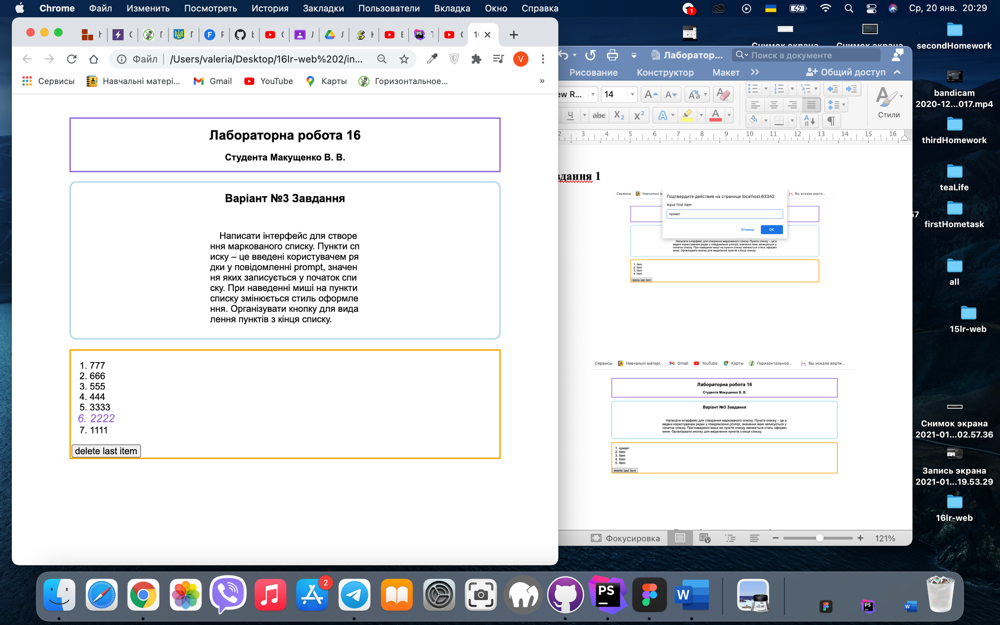 Chrome Файл Изменить Посмотреть История Закладки Пользователи Вкладка Окно Справка
1
Ср, 20 янв. 20:29
Файл
/Users/valeria/Desktop/16lr-web%202/in...
V
Сервисы
Навчальні матері...
Gmail
YouTube
Карты
Горизонтальное...
»
Лабораторна робота 16
Студента Макущенко В. В.
Варіант №3 Завдання
Написати інтерфейс для створе
ння маркованого списку. Пункти сп
иску – це введені користувачем ря
дки у повідомленні prompt, значен
ня яких записується у початок спи
ску. При наведенні миші на пункти
списку змінюється стиль оформле
ння. Організувати кнопку для вида
лення пунктів з кінця списку.
1. 777
2. 666
3. 555
4. 444
5. 3333
6. 2222
7. 1111
delete last item
Лаборатор...
Поиск в документе
Рисование
Конструктор
Макет
Общий доступ
ew R...
14
Стили
2 3 4 5 6 7 8 9 10 11 12 13 14 15 16
вдання 1
Сервисы
Навчальні м
Вы искали верти...
Подтвердите действие на странице localhost:63342
input first item
привет
Отмена
ОК
Написати інтерфейс для створення маркованого списку. Пункти списку – це в
ведені користувачем рядки у повідомленні prompt, значення яких записується у
початок списку. При наведенні миші на пункти списку змінюється стиль оформл
ення. Організувати кнопку для видалення пунктів з кінця списку.
1. Item
2. Item
3. Item
4. Item
delete last item
Сервисы
Навчальні матері...
Gmail
YouTube
Карты
Горизонтальное...
Вы искали верти...
Лабораторна робота 16
Студента Макущенко В. В.
Варіант №3 Завдання
Написати інтерфейс для створення маркованого списку. Пункти списку – це в
ведені користувачем рядки у повідомленні prompt, значення яких записується у
початок списку. При наведенні миші на пункти списку змінюється стиль оформл
ення. Організувати кнопку для видалення пунктів з кінця списку.
1. привет
2. Item
3. Item
4. Item
5. Item
delete last item
Фокусировка
121%
Снимок экрана
Снимок экрана
secondHomework
bandicam
2020-12...017.mp4
thirdHomework
teaLife
57
firstHometask
all
15lr-web
Снимок экрана
2021-01...02.57.36
Запись экрана
2021-01...19.53.29
16lr-web
2
PS
W
PS
W